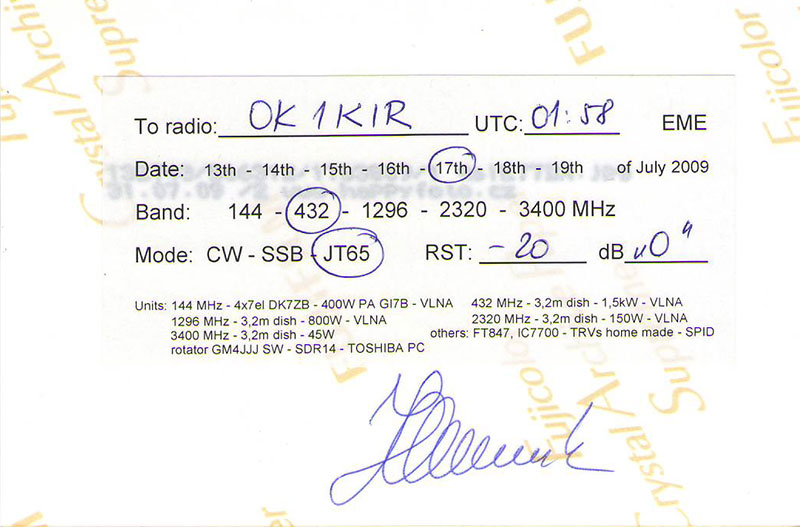 To radio: OK1KIR UTC: 01:58 EME
Date: 13th - 14th - 15th - 16th - 17th - 18th - 19th of July 2009
Band: 144 - 432 - 1296 - 2320 - 3400 MHz
Mode: CW - SSB - JT65 RST: -20 dB „O“
Units: 144 MHz - 4x7el DK7ZB - 400W PA GI7B - VLNA 432 MHz - 3,2m dish - 1,5kW - VLNA
1296 MHz - 3,2m dish - 800W - VLNA 2320 MHz - 3,2m dish - 150W - VLNA
3400 MHz - 3,2m dish - 45W others: FT847, IC7700 - TRVs home made - SPID
rotator GM4JJJ SW - SDR14 - TOSHIBA PC
Fujicolor
Crystal Archive
Supreme